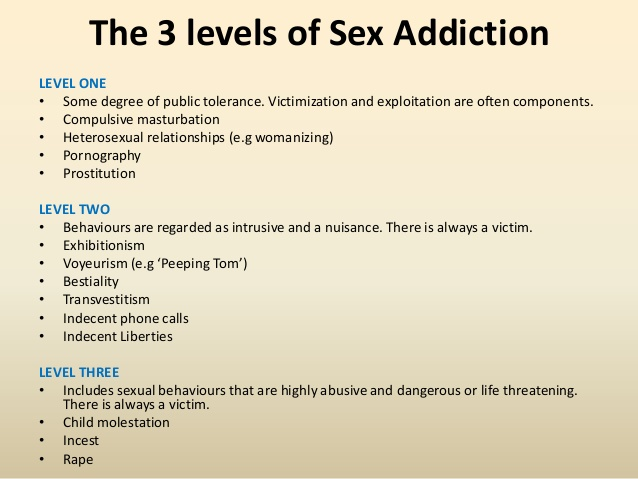 The 3 levels of Sex Addiction
LEVEL ONE
• Some degree of public tolerance. Victimization and exploitation are often components.
• Compulsive masturbation
• Heterosexual relationships (e.g womanizing)
• Pornography
• Prostitution
LEVEL TWO
• Behaviours are regarded as intrusive and a nuisance. There is always a victim.
• Exhibitionism
• Voyeurism (e.g ‘Peeping Tom’)
• Bestiality
• Transvestitism
• Indecent phone calls
• Indecent Liberties
LEVEL THREE
• Includes sexual behaviours that are highly abusive and dangerous or life threatening.
There is always a victim.
• Child molestation
• Incest
• Rape